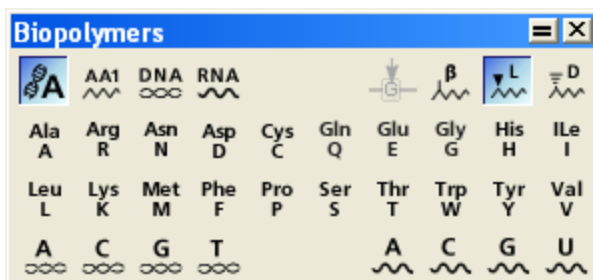 Biopolymers
A AA1 DNA RNA G β L D
Ala Arg Asn Asp Cys Gln Glu Gly His ILe
A R N D C Q E G H I
Leu Lys Met Phe Pro Ser Thr Trp Tyr Val
L K M F P S T W Y V
A C G T A C G U